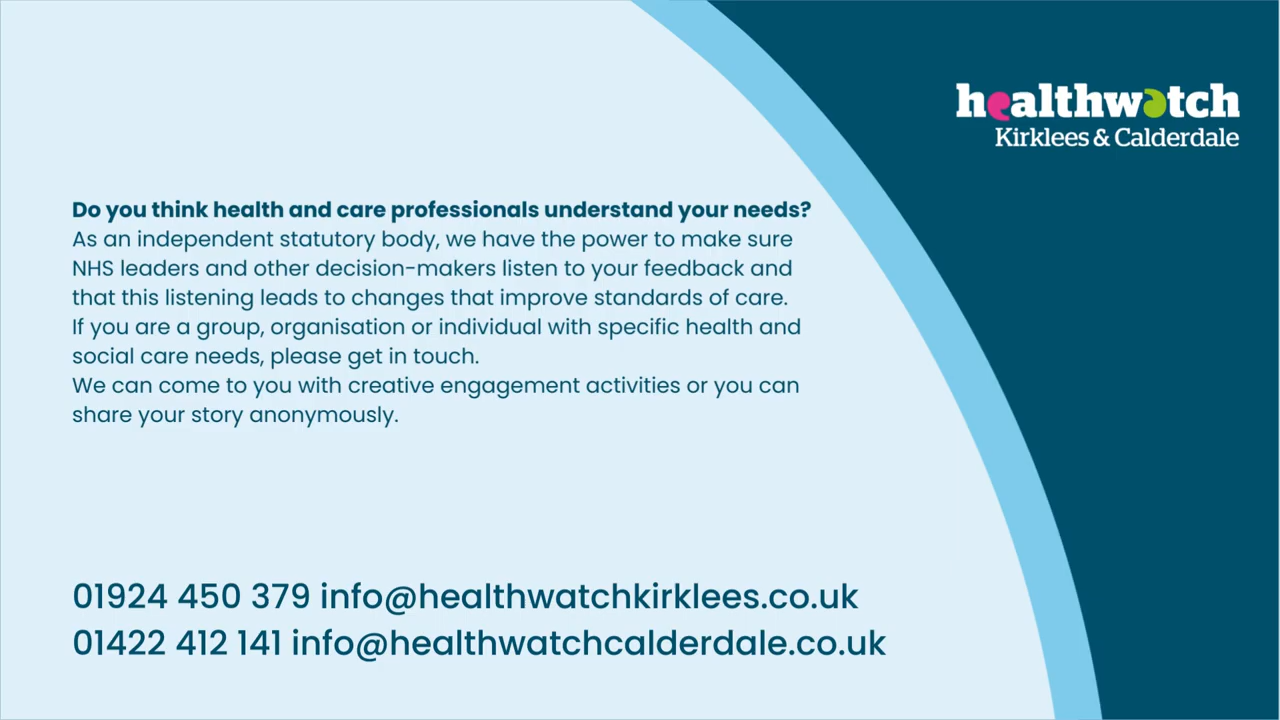 healthwatch
Kirklees & Calderdale
Do you think health and care professionals understand your needs?
As an independent statutory body, we have the power to make sure
NHS leaders and other decision-makers listen to your feedback and
that this listening leads to changes that improve standards of care.
If you are a group, organisation or individual with specific health and
social care needs, please get in touch.
We can come to you with creative engagement activities or you can
share your story anonymously.
01924 450 379 info@healthwatchkirklees.co.uk
01422 412 141 info@healthwatchcalderdale.co.uk